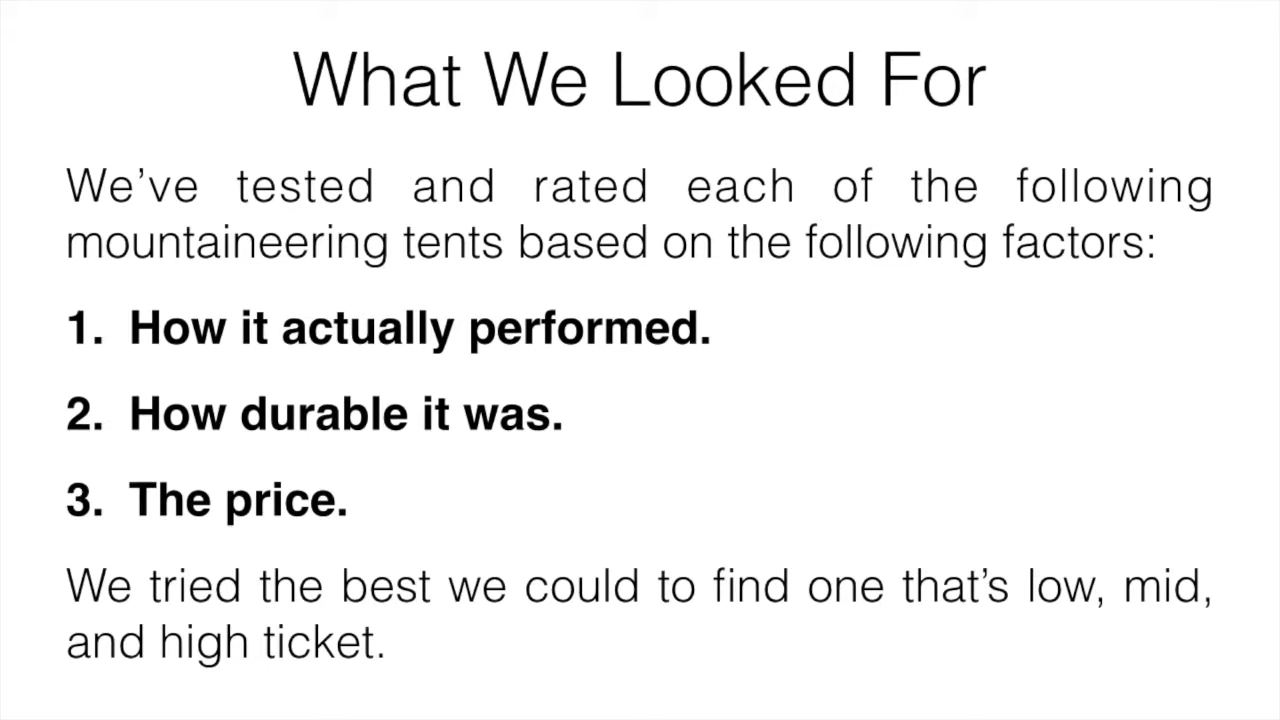 What We Looked For
We’ve tested and rated each of the following
mountaineering tents based on the following factors:
1. How it actually performed.
2. How durable it was.
3. The price.
We tried the best we could to find one that’s low, mid,
and high ticket.